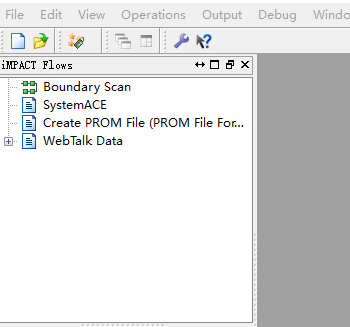 File Edit View Operations Output Debug Windo
iMPACT Flows
Boundary Scan
SystemACE
Create PROM File (PROM File For...
WebTalk Data